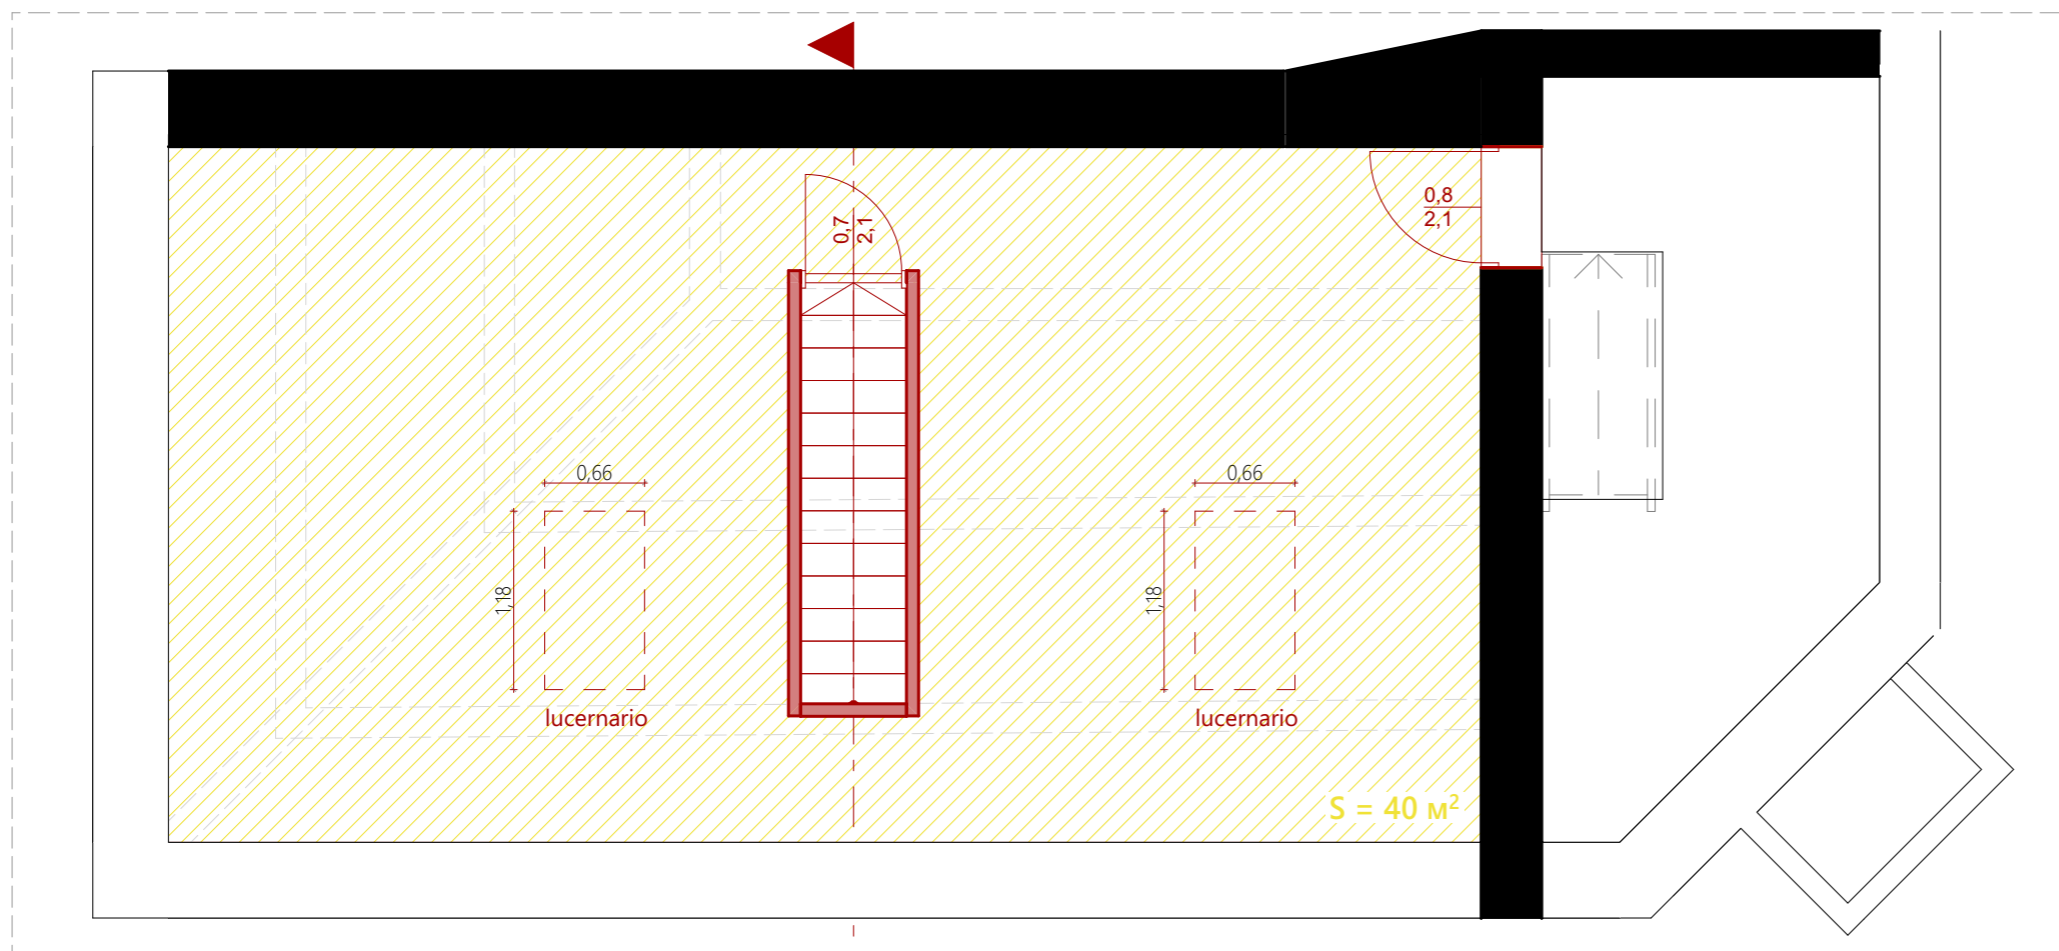 0,8
2,1
0,7
2,1
0,66
0,66
1,18
1,18
lucernario
lucernario
S = 40 м²